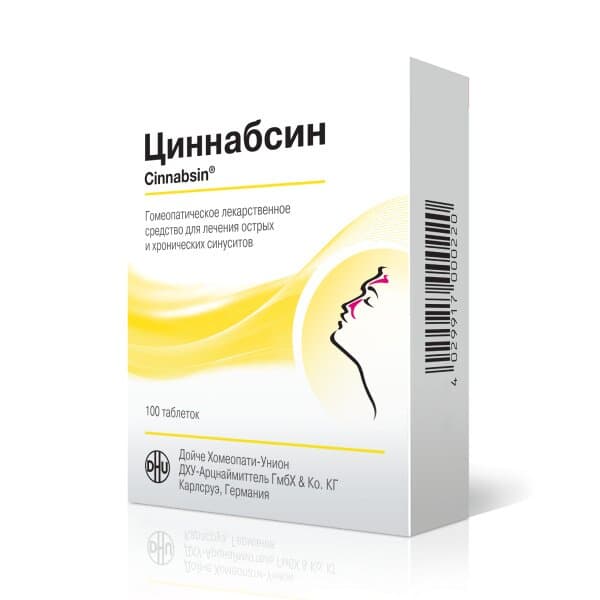 Циннабсин
Cinnabsin®
Гомеопатическое лекарственное
средство для лечения острых
и хронических синуситов
100 таблеток
DHU
Дойче Хомеопати-Унион
ДХУ-Арцнаймиттель ГмбХ & Ко. КГ
Карлсруэ, Германия
4 029917 000220